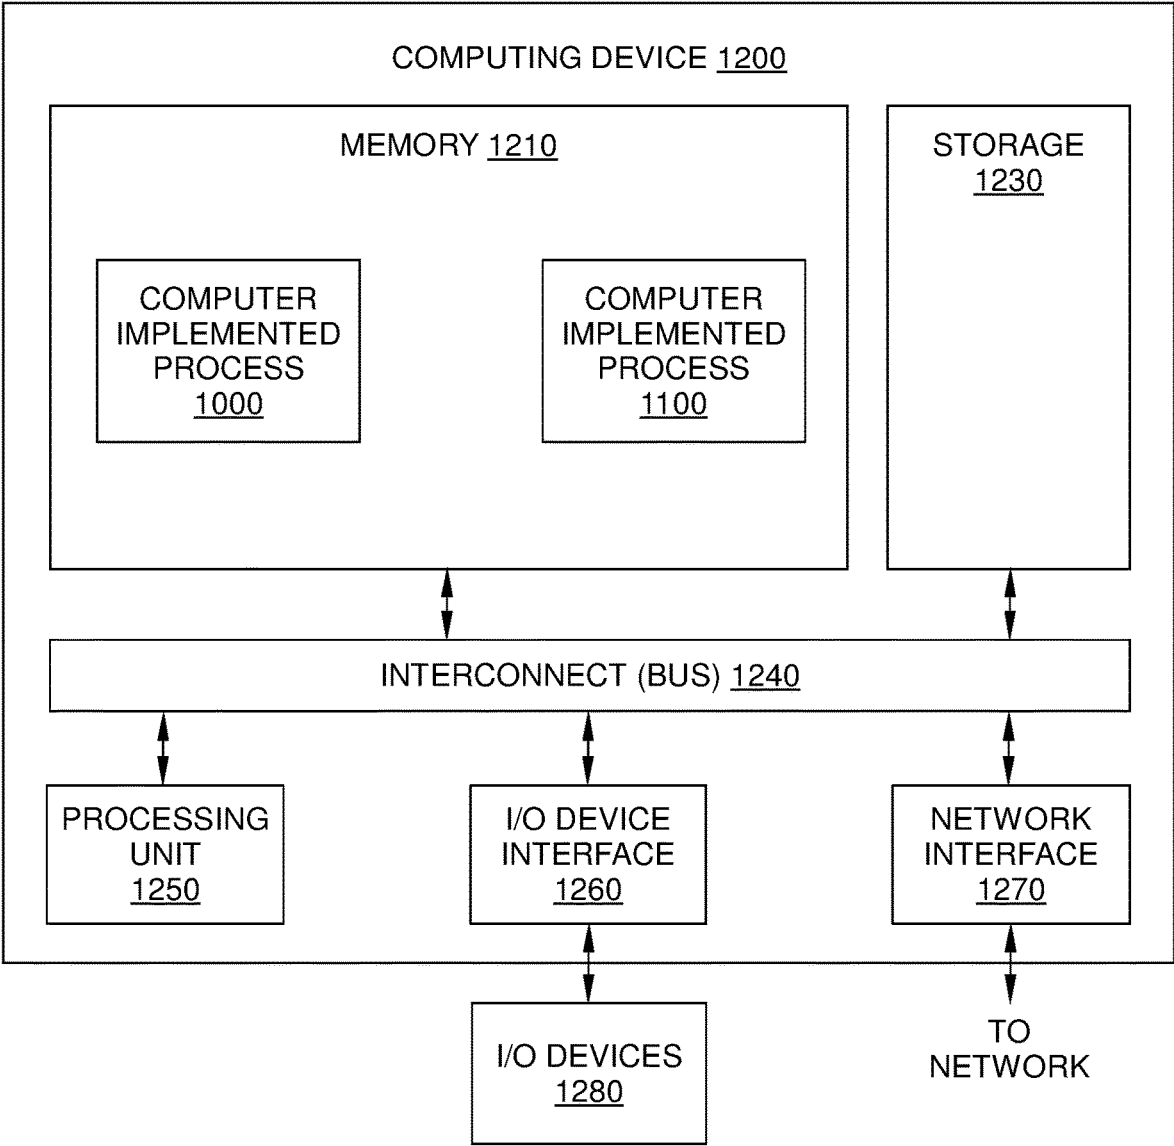 COMPUTING DEVICE 1200
MEMORY 1210
STORAGE
1230
COMPUTER
IMPLEMENTED
PROCESS
1000
COMPUTER
IMPLEMENTED
PROCESS
1100
INTERCONNECT (BUS) 1240
PROCESSING
UNIT
1250
I/O DEVICE
INTERFACE
1260
NETWORK
INTERFACE
1270
I/O DEVICES
1280
TO
NETWORK